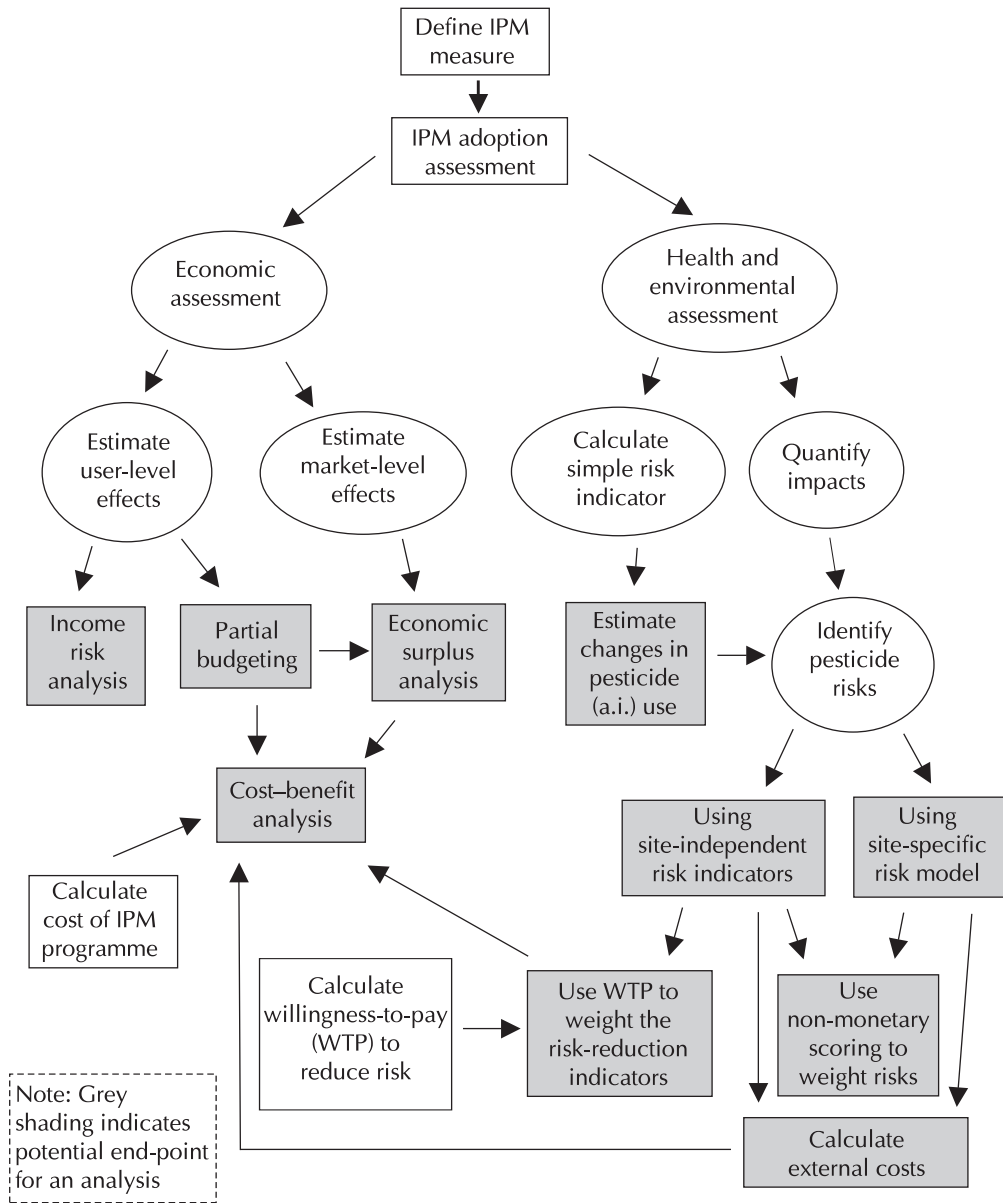 Define IPM
measure
IPM adoption
assessment
Economic
assessment
Health and
environmental
assessment
Estimate
user-level
effects
Estimate
market-level
effects
Calculate
simple risk
indicator
Quantify
impacts
Income
risk
analysis
Partial
budgeting
Economic
surplus
analysis
Estimate
changes in
pesticide
(a.i.) use
Identify
pesticide
risks
Cost–benefit
analysis
Using
site-independent
risk indicators
Using
site-specific
risk model
Calculate
cost of IPM
programme
Calculate
willingness-to-pay
(WTP) to
reduce risk
Use WTP to
weight the
risk-reduction
indicators
Use
non-monetary
scoring to
weight risks
Note: Grey
shading indicates
potential end-point
for an analysis
Calculate
external costs